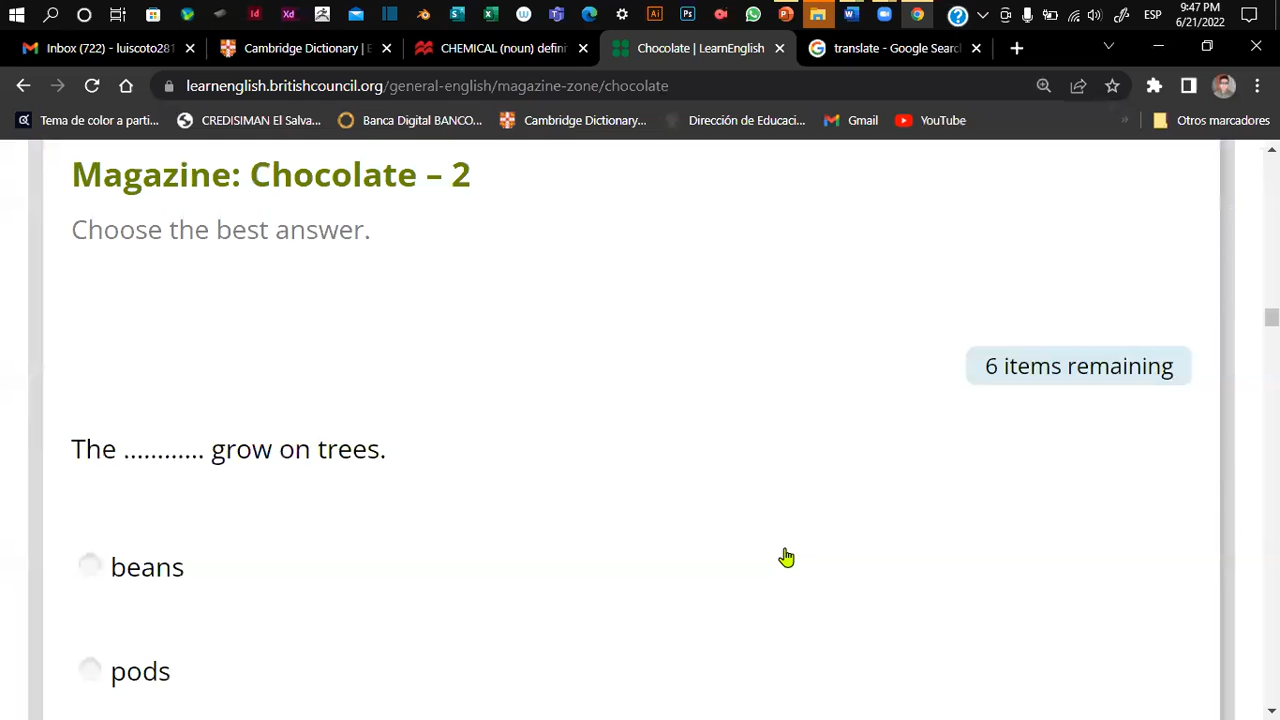 9:47 PM
ESP
6/21/2022
Inbox (722) - luiscoto281
Cambridge Dictionary | E
CHEMICAL (noun) defini
Chocolate | LearnEnglish
translate - Google Searc
learnenglish.britishcouncil.org/general-english/magazine-zone/chocolate
Tema de color a parti...
CREDISIMAN El Salva...
Banca Digital BANCO...
Cambridge Dictionary...
Dirección de Educaci...
Gmail
YouTube
Otros marcadores
Magazine: Chocolate – 2
Choose the best answer.
6 items remaining
The ............ grow on trees.
beans
pods